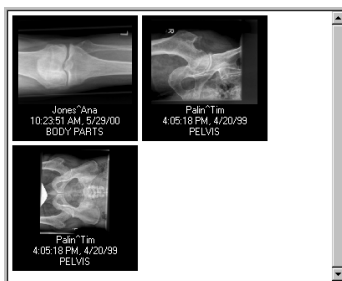 Jones^Ana
10:23:51 AM, 5/29/00
BODY PARTS
Palin^Tim
4:05:18 PM, 4/20/99
PELVIS
Palin^Tim
4:05:18 PM, 4/20/99
PELVIS